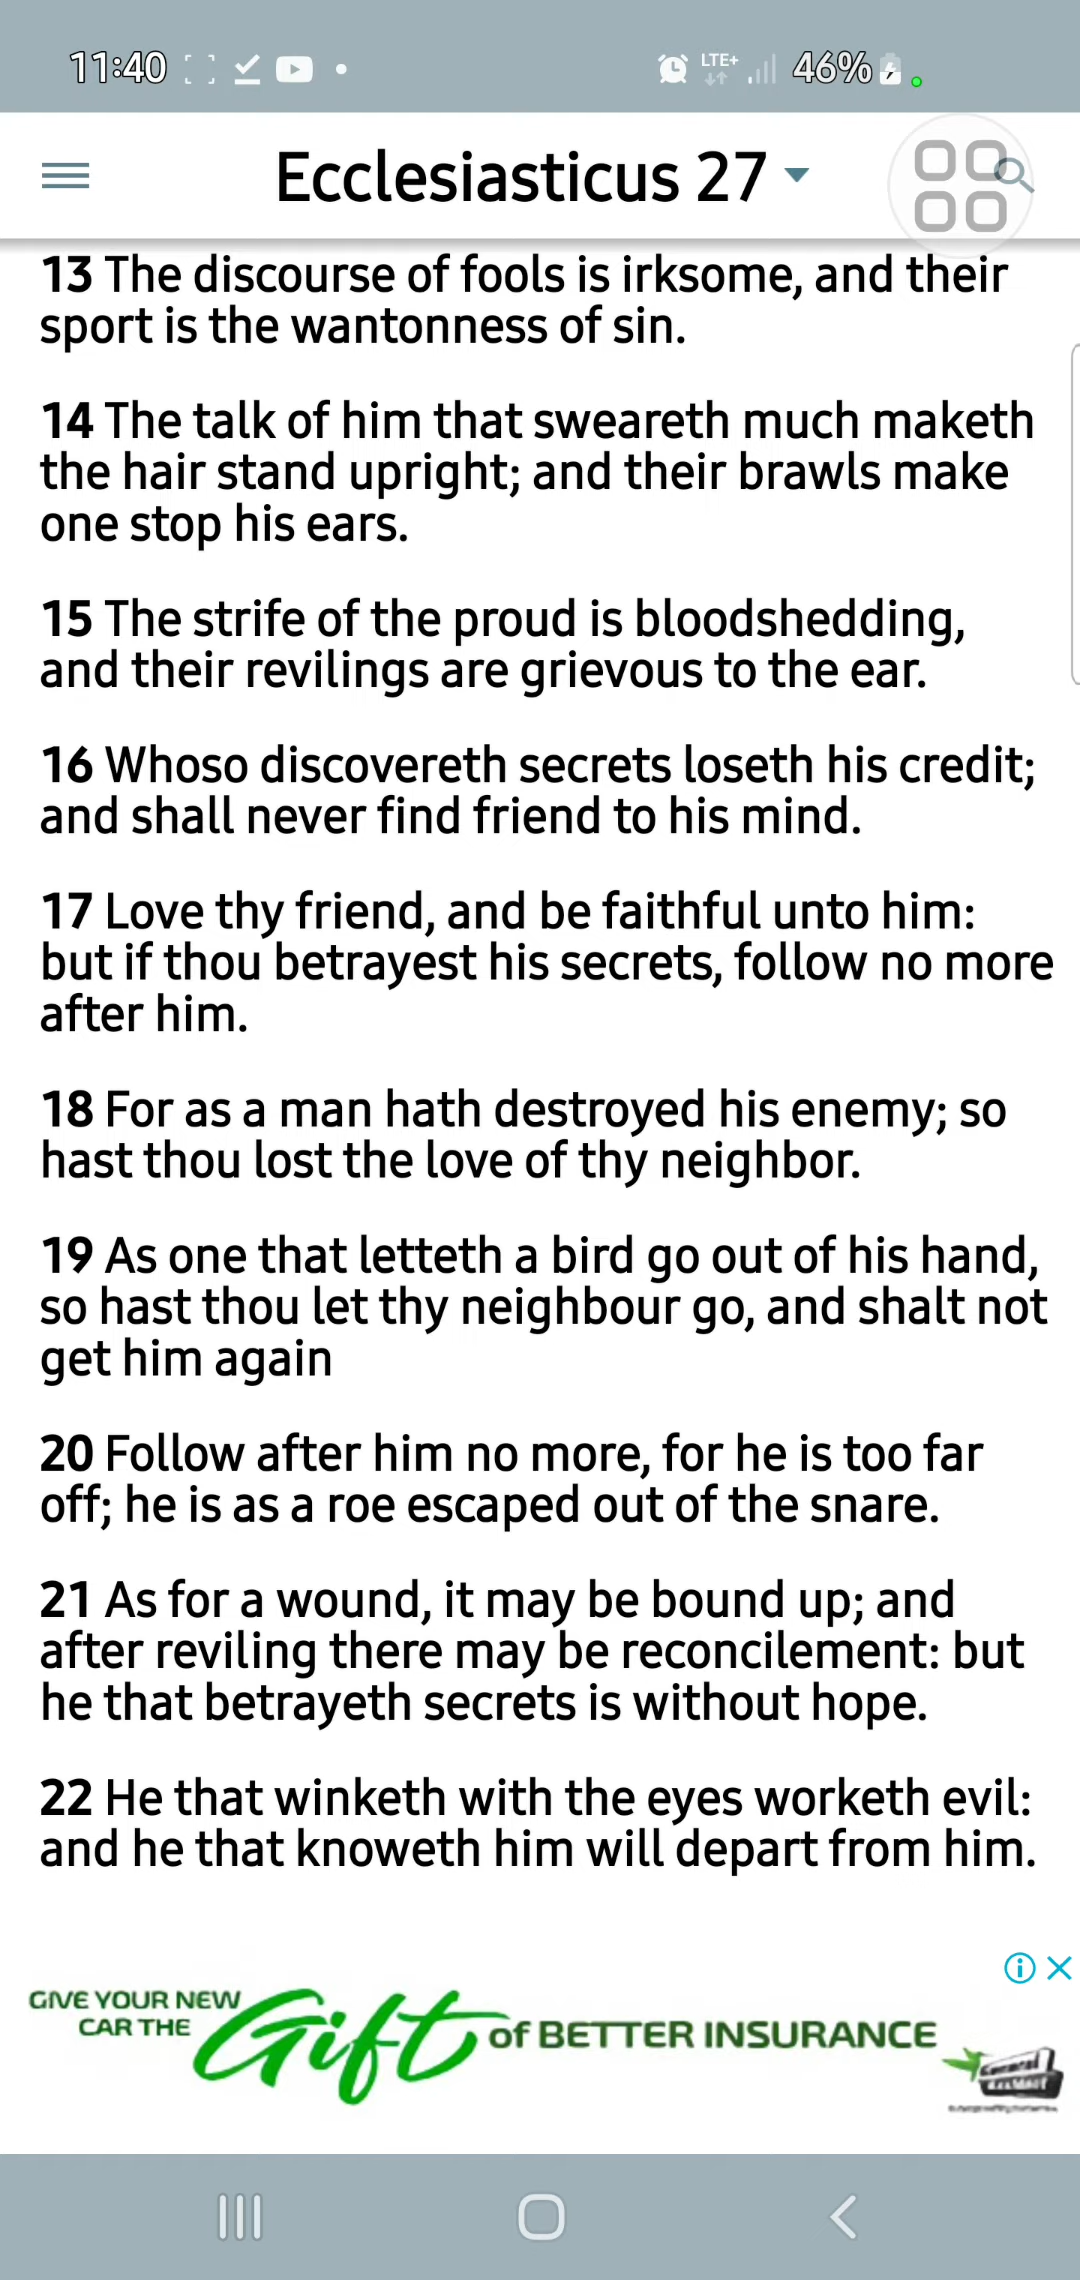 11:40
LTE+
46%
Ecclesiasticus 27
13 The discourse of fools is irksome, and their
sport is the wantonness of sin.
14 The talk of him that sweareth much maketh
the hair stand upright; and their brawls make
one stop his ears.
15 The strife of the proud is bloodshedding,
and their revilings are grievous to the ear.
16 Whoso discovereth secrets loseth his credit;
and shall never find friend to his mind.
17 Love thy friend, and be faithful unto him:
but if thou betrayest his secrets, follow no more
after him.
18 For as a man hath destroyed his enemy; so
hast thou lost the love of thy neighbor.
19 As one that letteth a bird go out of his hand,
so hast thou let thy neighbour go, and shalt not
get him again
20 Follow after him no more, for he is too far
off; he is as a roe escaped out of the snare.
21 As for a wound, it may be bound up; and
after reviling there may be reconcilement: but
he that betrayeth secrets is without hope.
22 He that winketh with the eyes worketh evil:
and he that knoweth him will depart from him.
GIVE YOUR NEW
CAR THE
Gift
of BETTER INSURANCE
General